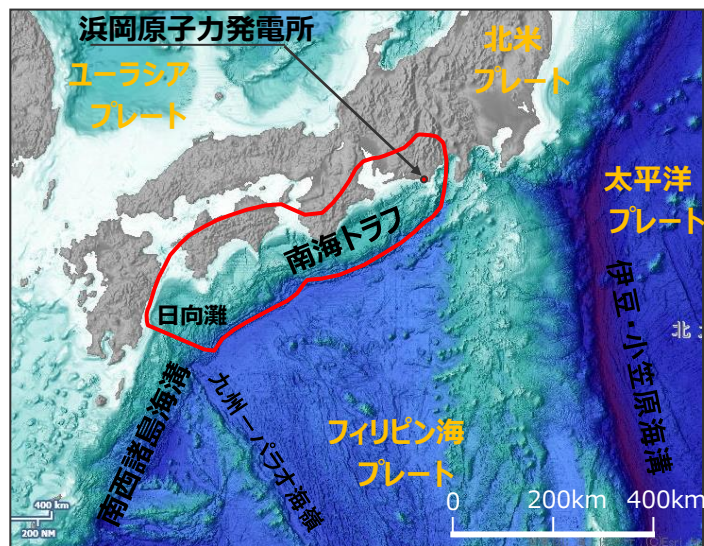 浜岡原子力発電所
ユーラシア
プレート
北米
プレート
太平洋
プレート
南海トラフ
日向灘
伊豆・小笠原海溝
北
南西諸島海溝
九州ーパラオ海嶺
フィリピン海
プレート
400 km
200 NM
0
200km
400km